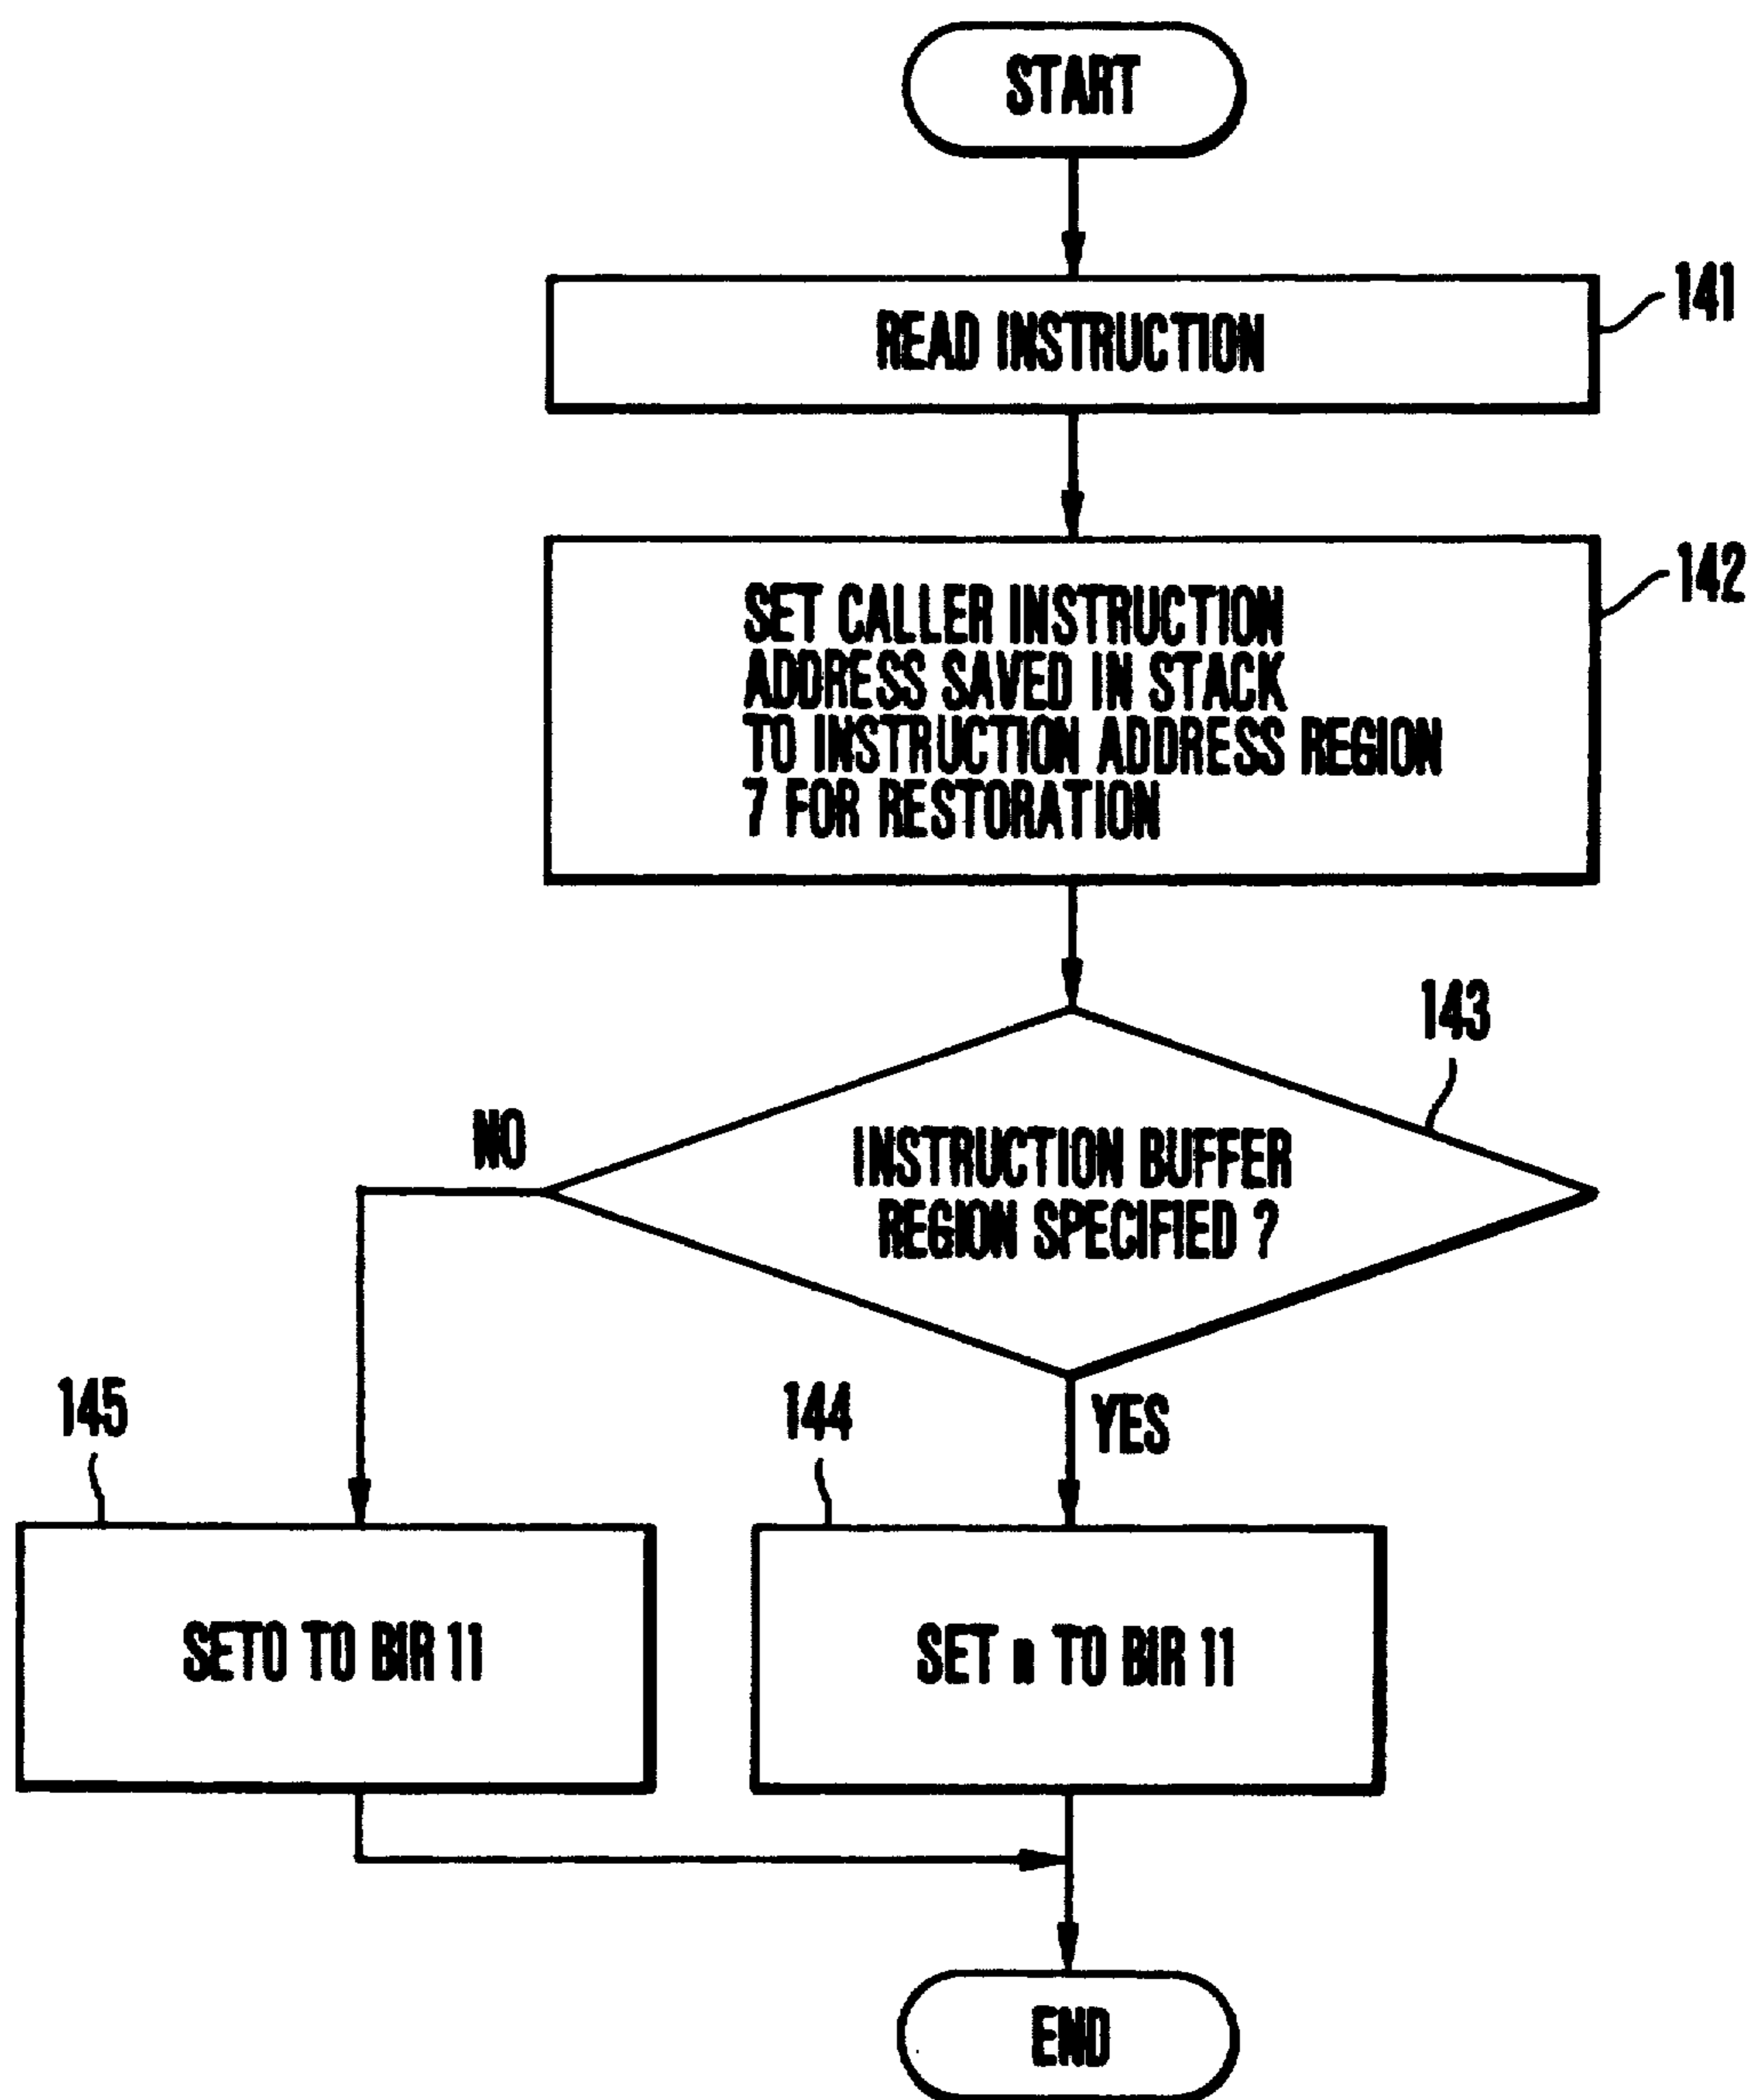 START
READ INSTRUCTION
141
SET CALLER INSTRUCTION
ADDRESS SAVED IN STACK
TO INSTRUCTION ADDRESS REGION
7 FOR RESTORATION
142
143
INSTRUCTION BUFFER
REGION SPECIFIED ?
NO
YES
145
144
SET0 TO BIR 11
SET n TO BIR 11
END